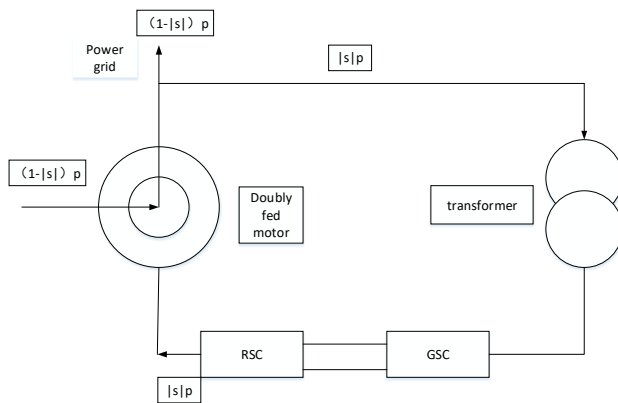 （1-|s|）p
Power
grid
|s|p
（1-|s|）p
Doubly
fed
motor
transformer
RSC
GSC
|s|p